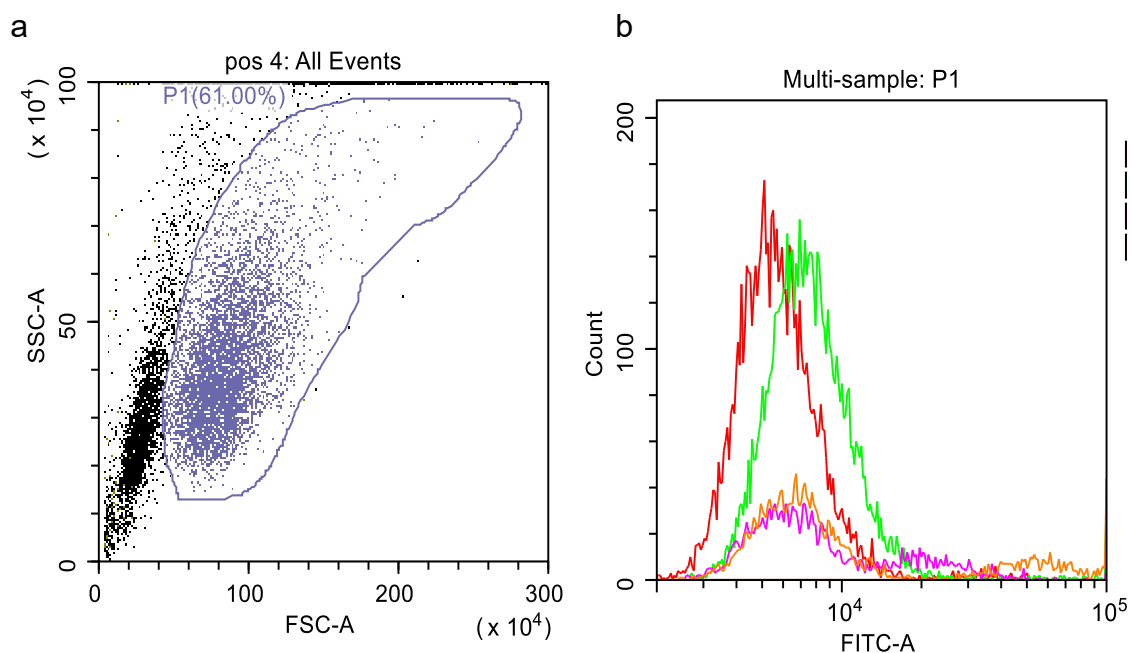 a
pos 4: All Events
P1(61.00%)
SSC-A
(x 10⁴)
100
50
0
0
100
200
300
FSC-A
(x 10⁴)
b
Multi-sample: P1
Count
200
100
0
10⁴
10⁵
FITC-A